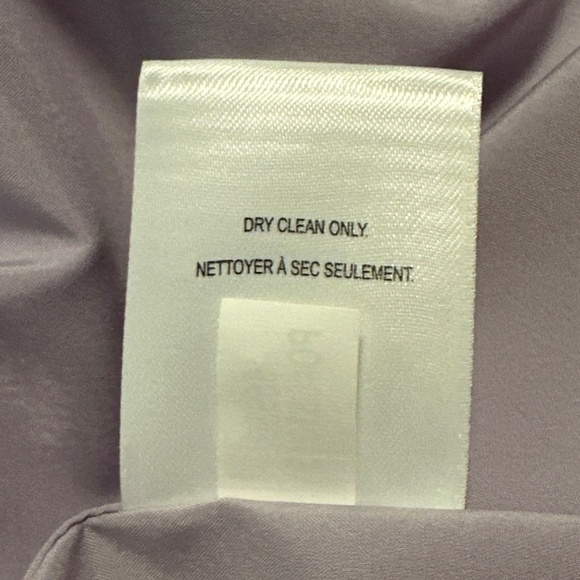 DRY CLEAN ONLY.
NETTOYER À SEC SEULEMENT.